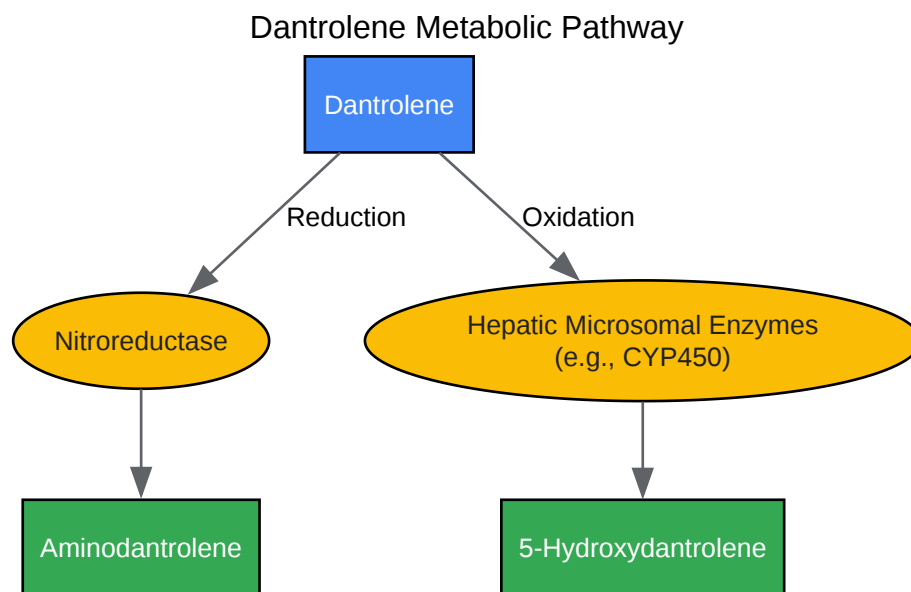 Dantrolene Metabolic Pathway
Dantrolene
Reduction
Oxidation
Nitroreductase
Hepatic Microsomal Enzymes
(e.g., CYP450)
Aminodantrolene
5-Hydroxydantrolene